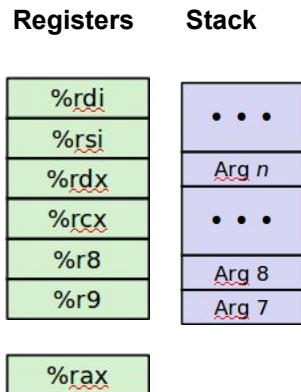 Registers Stack
%rdi
%rsi
%rdx
%rcx
%r8
%r9
%rax
• • •
Arg n
• • •
Arg 8
Arg 7